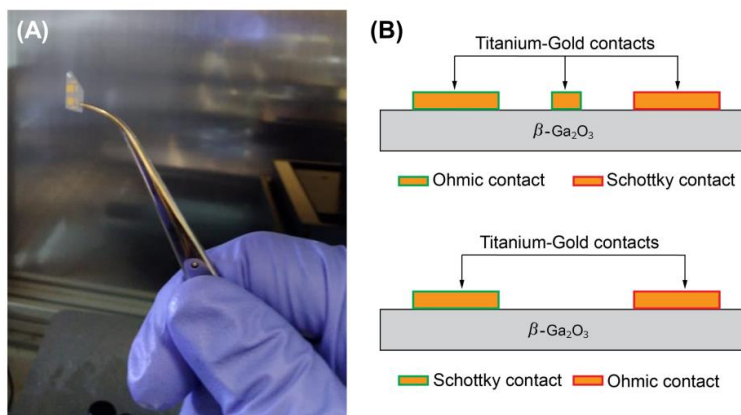 (A)
(B)
Titanium-Gold contacts
β-Ga₂O₃
Ohmic contact Schottky contact
Titanium-Gold contacts
β-Ga₂O₃
Schottky contact Ohmic contact